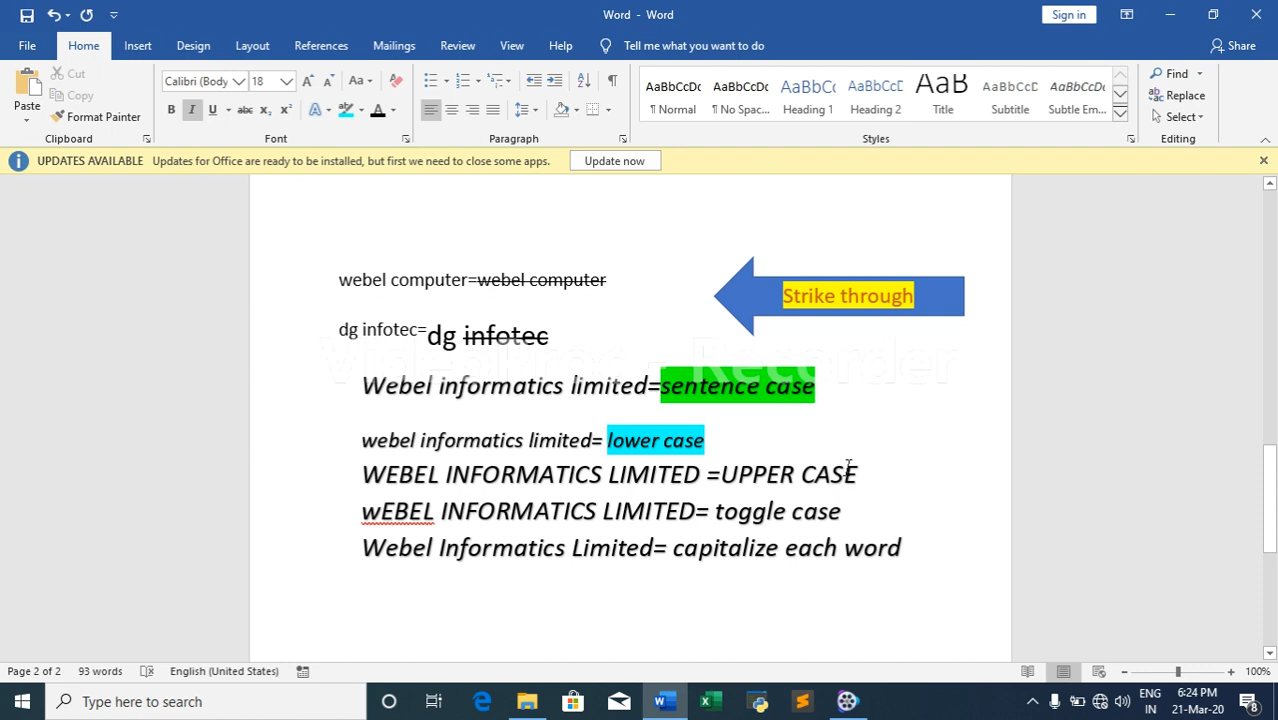 Word - Word
Sign in
File Home Insert Design Layout References Mailings Review View Help Tell me what you want to do Share
Paste
Cut
Copy
Format Painter
Clipboard
Calibri (Body 18
Font
Paragraph
AaBbCcDc AaBbCcDc AaBbCc AaBbCcD AaB AaBbCcD AaBbCcD
¶ Normal ¶ No Spac... Heading 1 Heading 2 Title Subtitle Subtle Em...
Styles
Find
Replace
Select
Editing
UPDATES AVAILABLE Updates for Office are ready to be installed, but first we need to close some apps. Update now
webel computer=webel computer
Strike through
dg infotec=dg infotec
VideoProc - Recorder
Webel informatics limited=sentence case
webel informatics limited= lower case
WEBEL INFORMATICS LIMITED =UPPER CASE
wEBEL INFORMATICS LIMITED= toggle case
Webel Informatics Limited= capitalize each word
Page 2 of 2 93 words English (United States) 100%
Type here to search
ENG
IN
6:24 PM
21-Mar-20
8